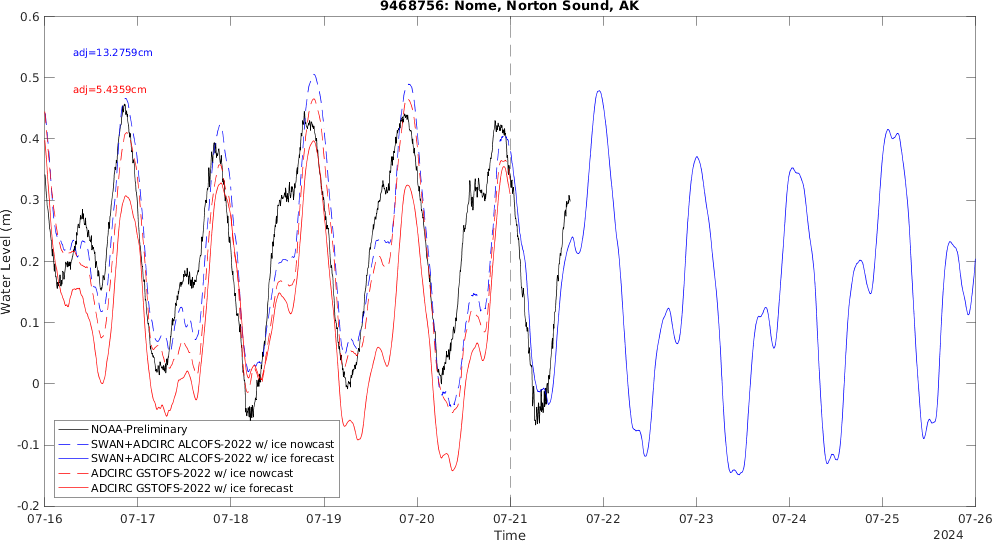 9468756: Nome, Norton Sound, AK
0.6
0.5
0.4
0.3
0.2
0.1
0
-0.1
-0.2
Water Level (m)
adj=13.2759cm
adj=5.4359cm
NOAA-Preliminary
SWAN+ADCIRC ALCOFS-2022 w/ ice nowcast
SWAN+ADCIRC ALCOFS-2022 w/ ice forecast
ADCIRC GSTOFS-2022 w/ ice nowcast
ADCIRC GSTOFS-2022 w/ ice forecast
07-16 07-17 07-18 07-19 07-20 07-21 07-22 07-23 07-24 07-25 07-26
Time
2024